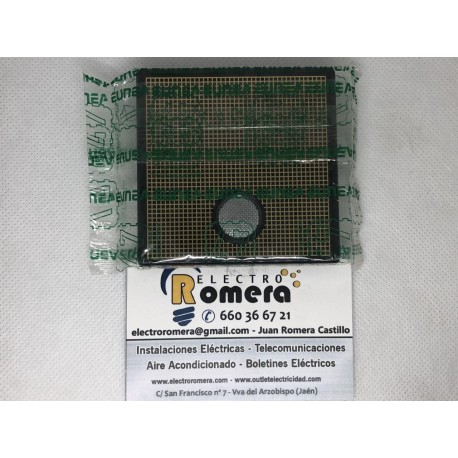 EUNEA
ELECTRO
Romera
660 36 67 21
electroromera@gmail.com - Juan Romera Castillo
Instalaciones Eléctricas - Telecomunicaciones
Aire Acondicionado - Boletines Eléctricos
www.electroromera.com - www.outletelectricidad.com
C/ San Francisco nº 7 - Vva del Arzobispo (Jaén)